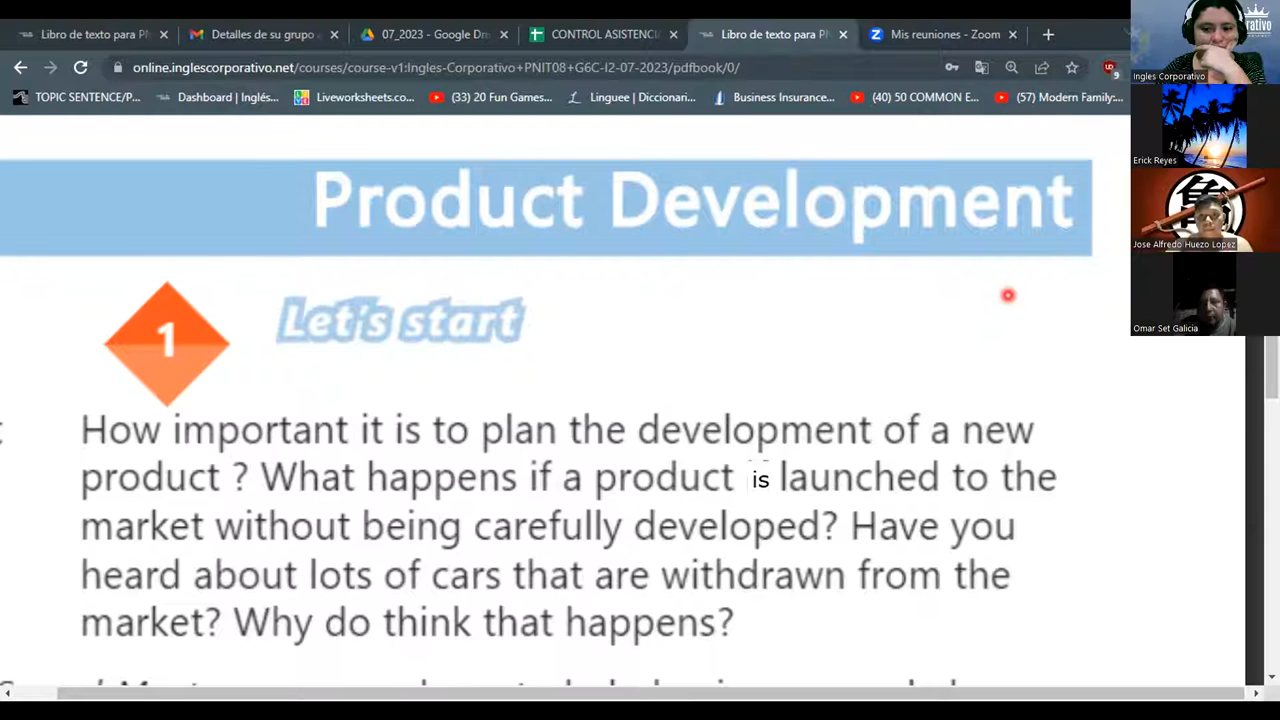 Libro de texto para PN
Detalles de su grupo
07_2023 - Google Dr
CONTROL ASISTENCI
Libro de texto para PI
Mis reuniones - Zoom
online.inglescorporativo.net/courses/course-v1:Ingles-Corporativo+PNIT08+G6C-I2-07-2023/pdfbook/0/
TOPIC SENTENCE/P...
Dashboard | Inglés...
Liveworksheets.co...
(33) 20 Fun Games...
Linguee | Diccionari...
Business Insurance...
(40) 50 COMMON E...
(57) Modern Family:...
Ingles Corporativo
Erick Reyes
Jose Alfredo Huezo Lopez
Omar Set Galicia
Product Development
1
Let's start
How important it is to plan the development of a new
product ? What happens if a product is launched to the
market without being carefully developed? Have you
heard about lots of cars that are withdrawn from the
market? Why do think that happens?